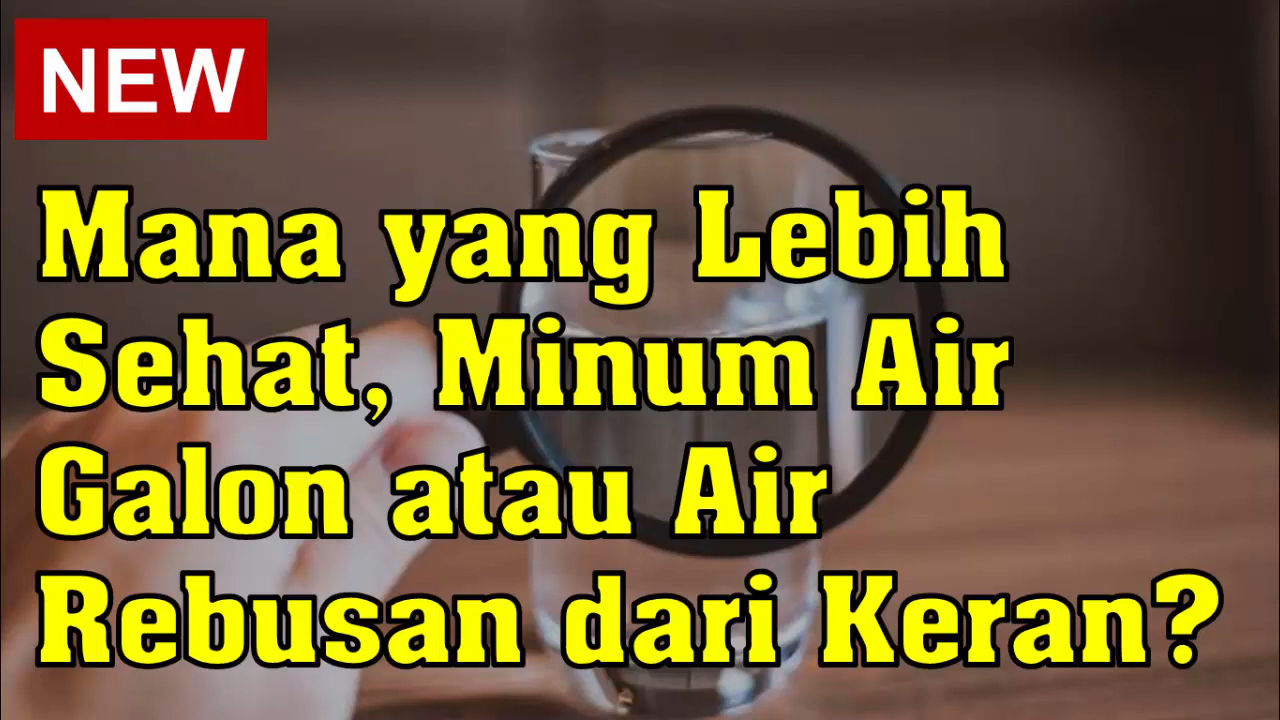 NEW
Mana yang Lebih
Sehat, Minum Air
Galon atau Air
Rebusan dari Keran?